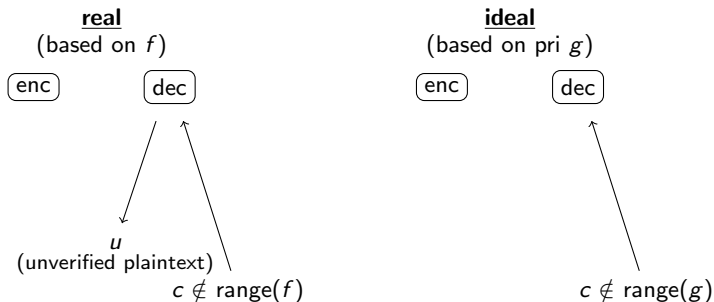 real
(based on f)
enc
dec
u
(unverified plaintext)
c ∉ range(f)
ideal
(based on pri g)
enc
dec
c ∉ range(g)